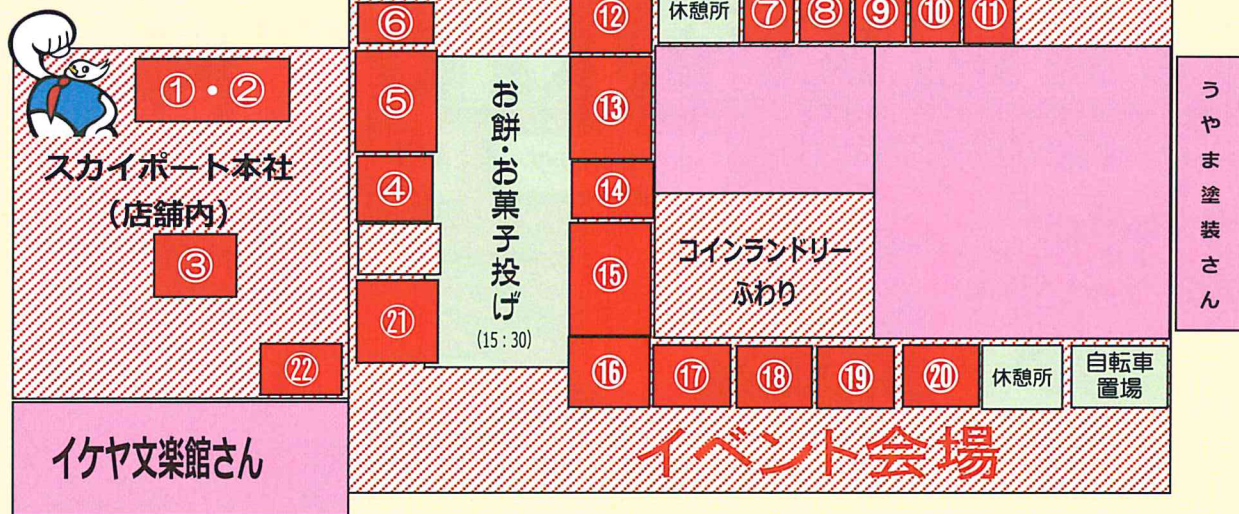 ⑥
⑫
休憩所
⑦
⑧
⑨
⑩
⑪
①・②
⑤
お餅・お菓子投げ
(15:30)
⑬
うやま塗装さん
スカイポート本社
(店舗内)
④
⑭
③
コインランドリー
ふわり
⑮
㉑
㉒
⑯
⑰
⑱
⑲
⑳
休憩所
自転車
置場
イケヤ文楽館さん
イベント会場